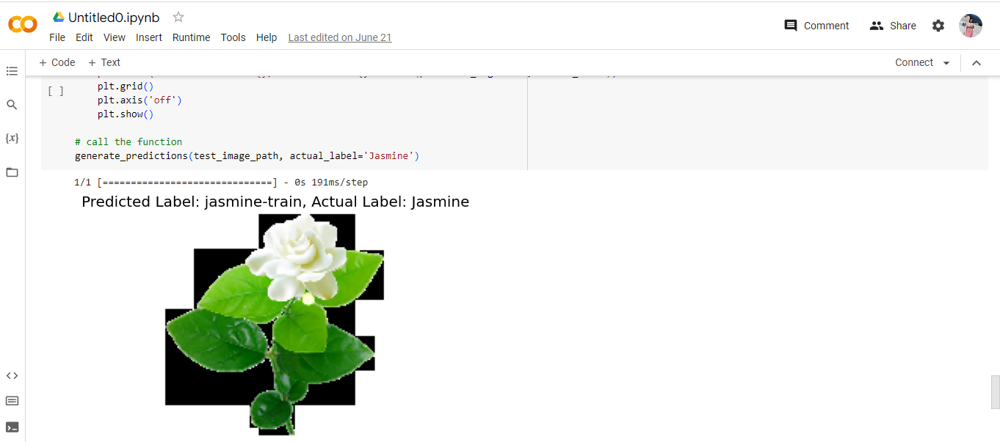 Untitled0.ipynb
File Edit View Insert Runtime Tools Help Last edited on June 21
Comment Share
+ Code + Text
Connect
[ ]
plt.grid()
plt.axis('off')
plt.show()
# call the function
generate_predictions(test_image_path, actual_label='Jasmine')
1/1 [==============================] - 0s 191ms/step
Predicted Label: jasmine-train, Actual Label: Jasmine
{x}